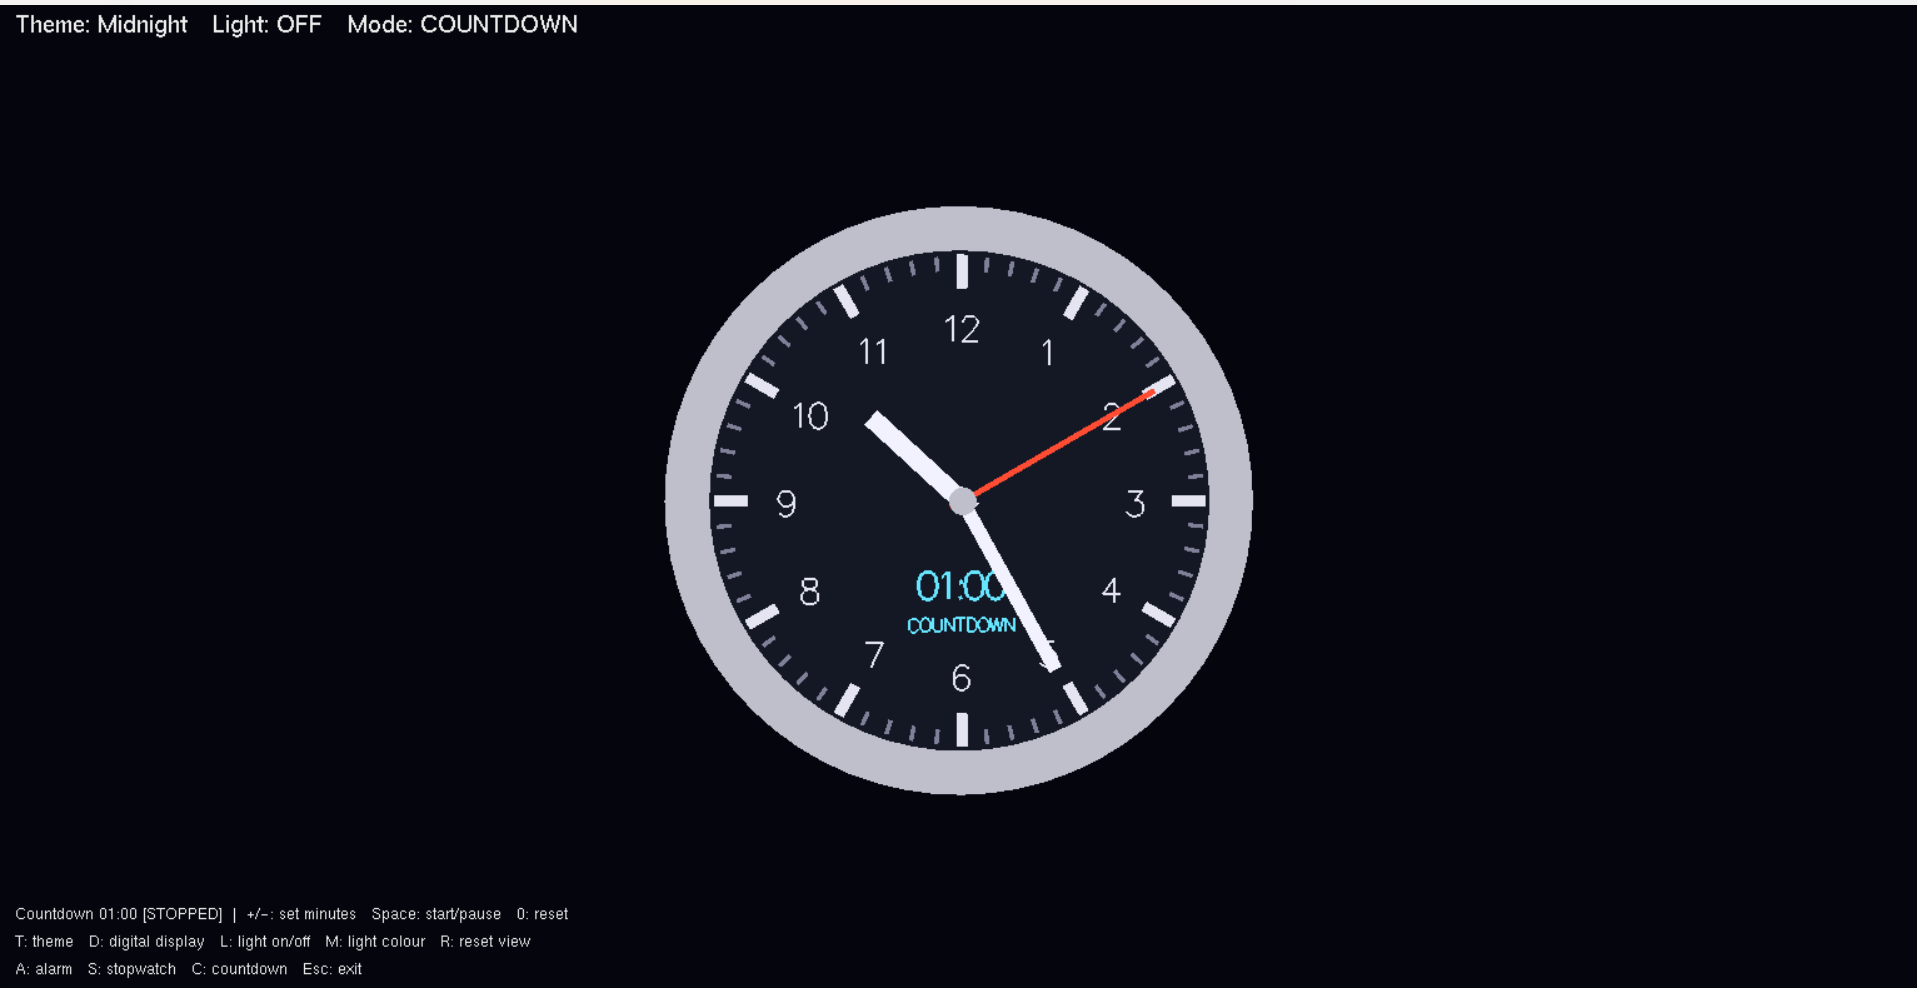 Theme: Midnight Light: OFF Mode: COUNTDOWN
12
11
1
10
2
9
3
8
4
01:00
COUNTDOWN
7
6
Countdown 01:00 [STOPPED] | +/-: set minutes Space: start/pause 0: reset
T: theme D: digital display L: light on/off M: light colour R: reset view
A: alarm S: stopwatch C: countdown Esc: exit